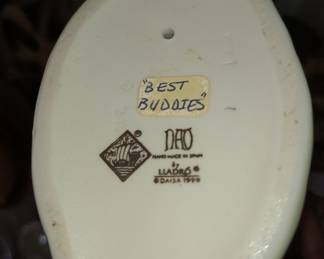 "BEST
BUDDIES"
®
NAO
HAND MADE IN SPAIN
by
LLADRÓ ®
© DAISA 1999